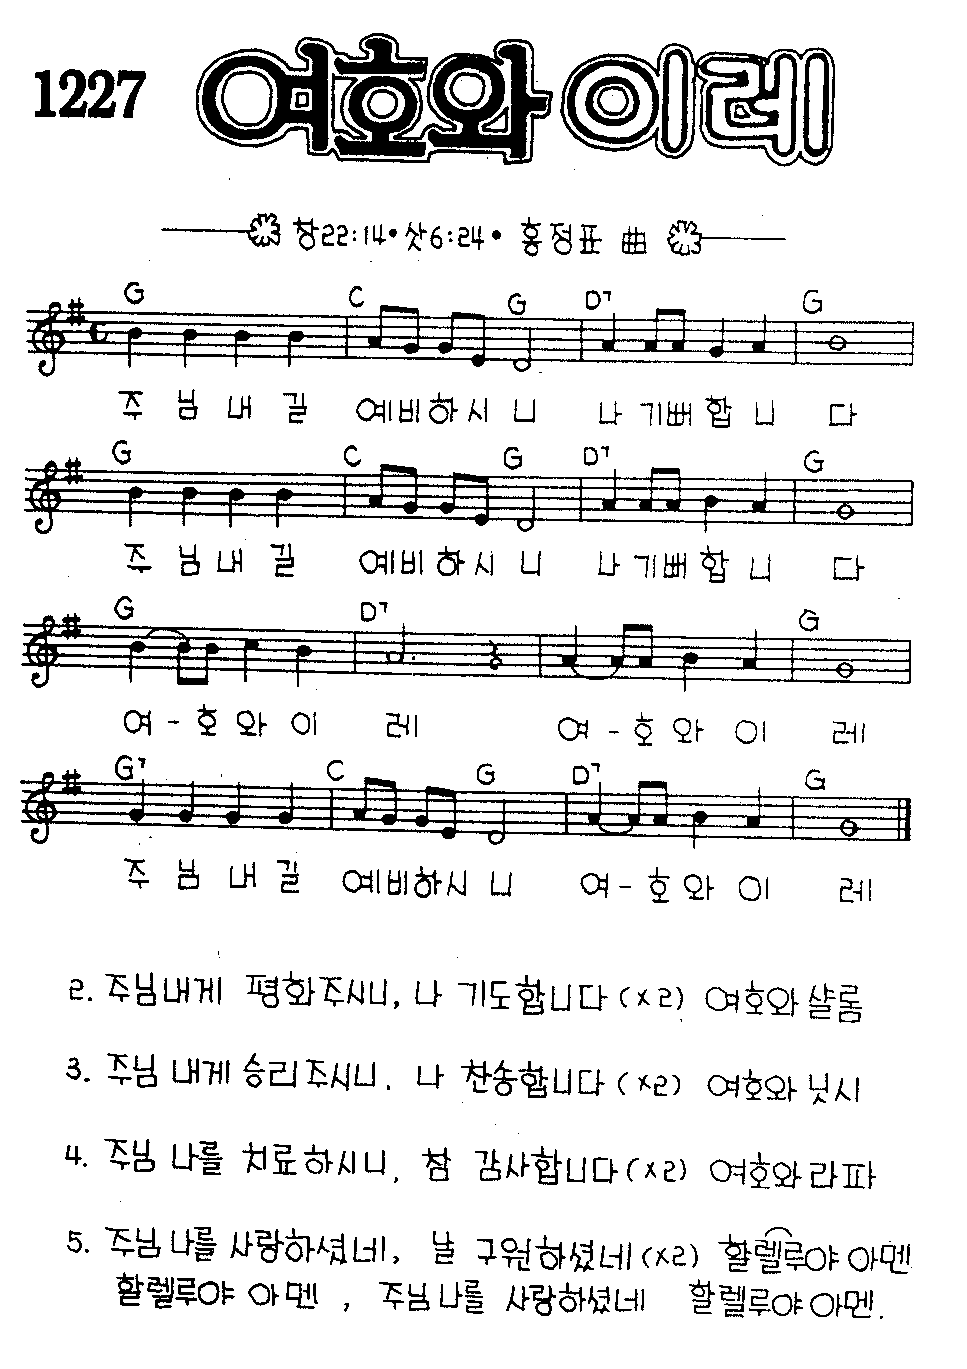 1227 여호와 이레
창22:14•삿6:24• 홍정표 曲
G C G D7 G
주 님 내 길 예비하시 니 나 기뻐합 니 다
G C G D7 G
주 님 내 길 예비 하시 니 나 기뻐합 니 다
G D7 G
여 - 호 와 이 레 여 - 호 와 이 레
G7 C G D7 G
주 님 내 길 예비하시 니 여 - 호 와 이 레
2. 주님내게 평화주시니, 나 기도합니다 (x2) 여호와샬롬
3. 주님 내게 승리주시니. 나 찬송합니다 (x2) 여호와닛시
4. 주님 나를 치료하시니, 참 감사합니다 (x2) 여호와라파
5. 주님 나를 사랑하셨네, 날 구원하셨네 (x2) 할렐루야 아멘
할렐루야 아멘 , 주님나를 사랑하셨네 할렐루야아멘.